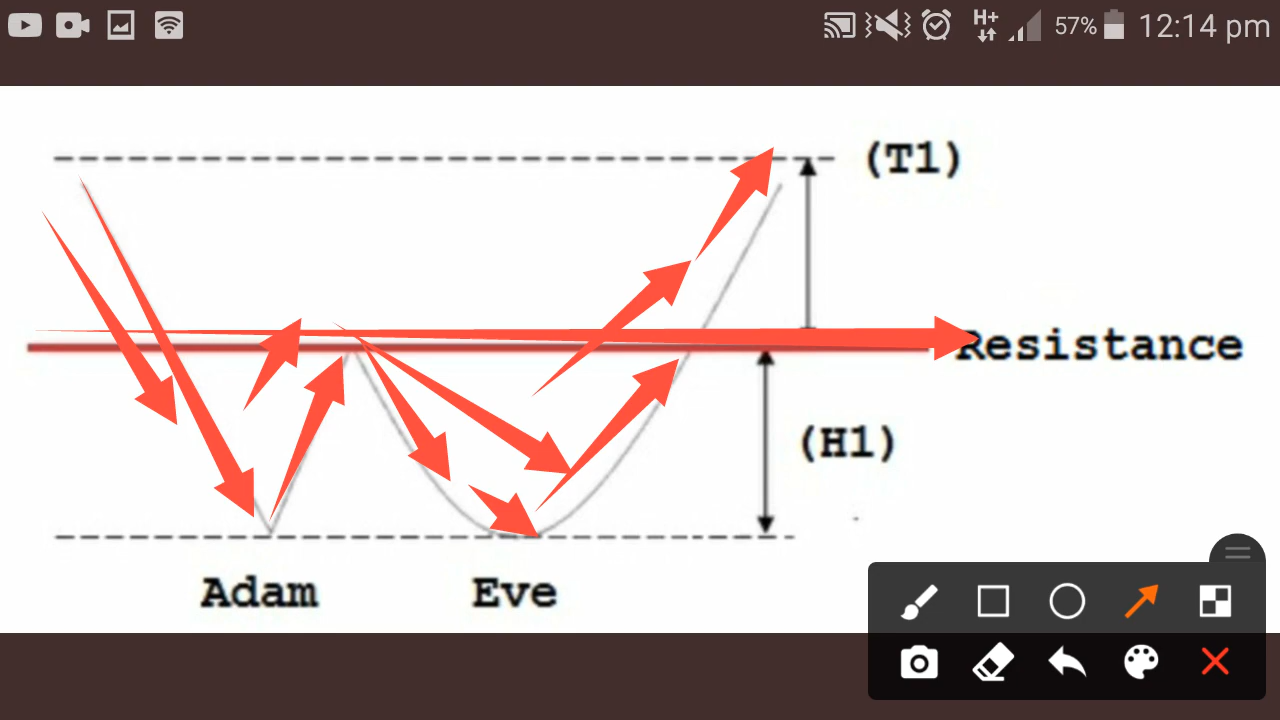 H+ 57% 12:14 pm
(T1)
Resistance
(H1)
Adam Eve